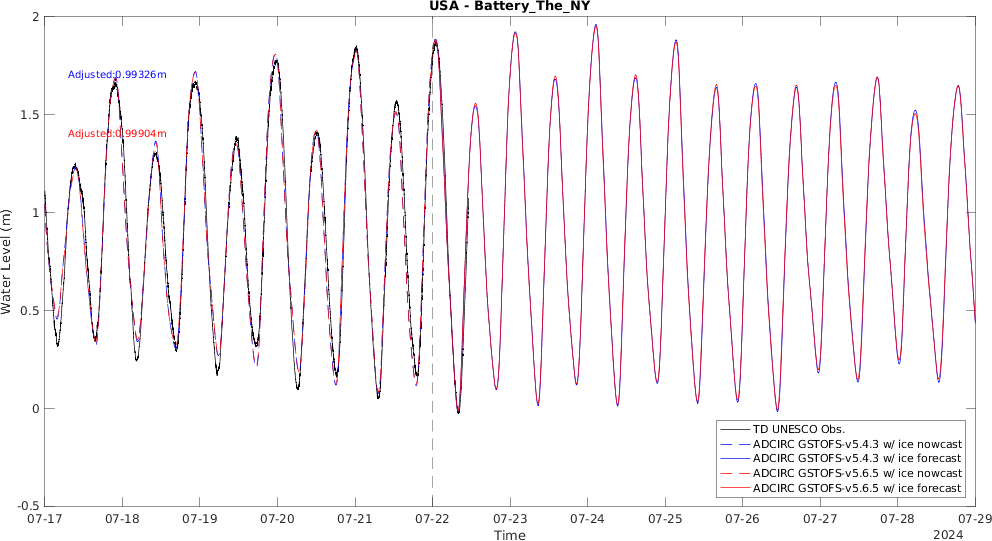 USA - Battery_The_NY
2
1.5
1
0.5
0
-0.5
Water Level (m)
Adjusted:0.99326m
Adjusted:0.99904m
TD UNESCO Obs.
ADCIRC GSTOFS-v5.4.3 w/ ice nowcast
ADCIRC GSTOFS-v5.4.3 w/ ice forecast
ADCIRC GSTOFS-v5.6.5 w/ ice nowcast
ADCIRC GSTOFS-v5.6.5 w/ ice forecast
07-17 07-18 07-19 07-20 07-21 07-22 07-23 07-24 07-25 07-26 07-27 07-28 07-29
Time
2024